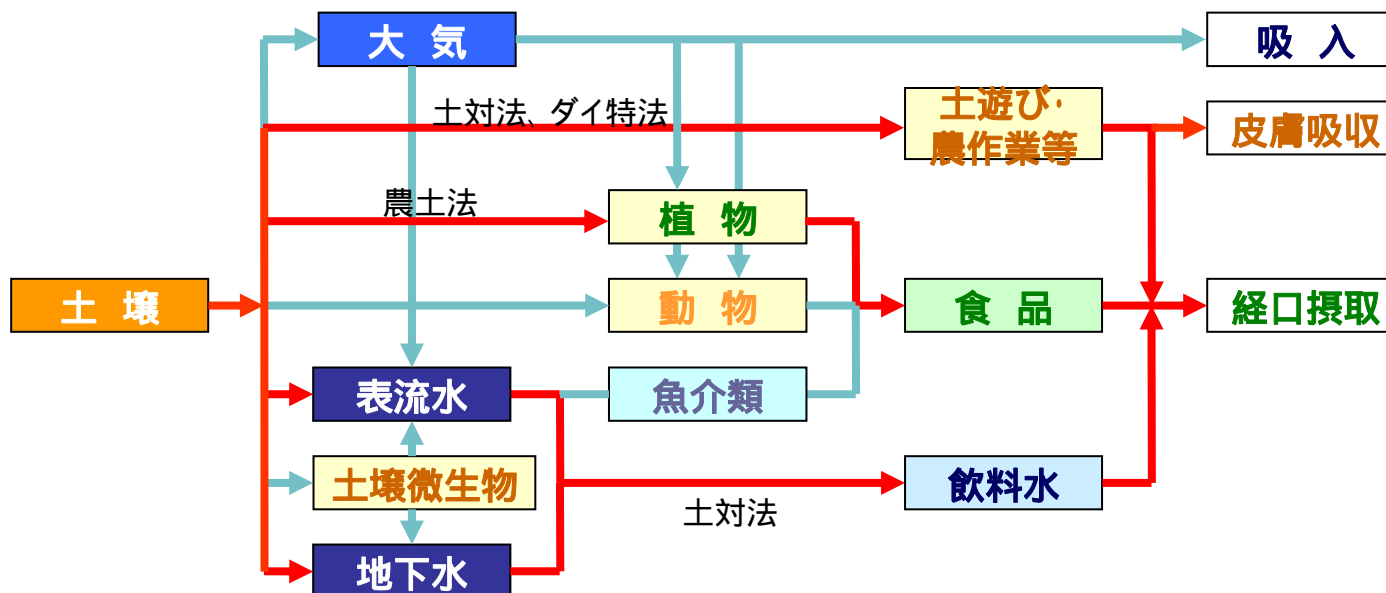 大 気
吸 入
土対法、ダイ特法
土遊び・
農作業等
皮膚吸収
農土法
植 物
土 壌
動 物
食 品
経口摂取
表流水
魚介類
土壌微生物
飲料水
土対法
地下水